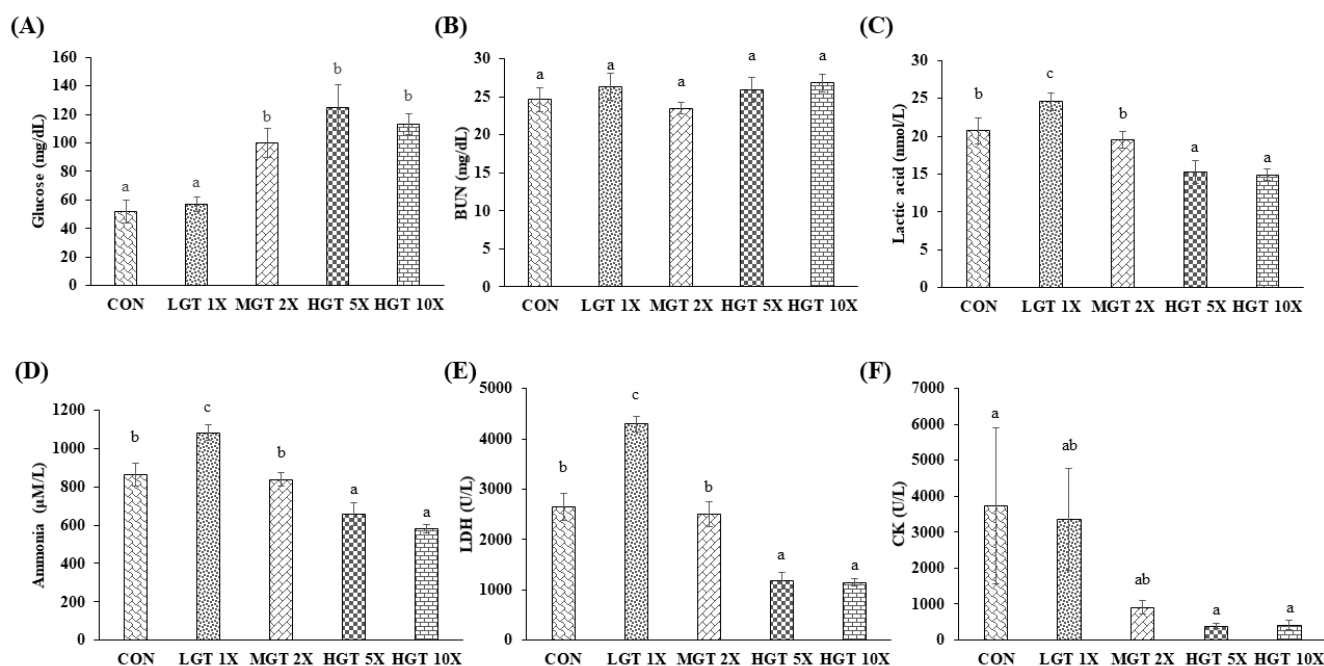 (A)
Glucose (mg/dL)
160
140
120
100
80
60
40
20
0
a
a
b
b
b
CON LGT 1X MGT 2X HGT 5X HGT 10X
(B)
BUN (mg/dL)
30
25
20
15
10
5
0
a
a
a
a
a
CON LGT 1X MGT 2X HGT 5X HGT 10X
(C)
Lactic acid (nmol/L)
30
25
20
15
10
5
0
b
c
b
a
a
CON LGT 1X MGT 2X HGT 5X HGT 10X
(D)
Ammonia (µM/L)
1200
1000
800
600
400
200
0
b
c
b
a
a
CON LGT 1X MGT 2X HGT 5X HGT 10X
(E)
LDH (U/L)
5000
4000
3000
2000
1000
0
b
c
b
a
a
CON LGT 1X MGT 2X HGT 5X HGT 10X
(F)
CK (U/L)
7000
6000
5000
4000
3000
2000
1000
0
a
ab
ab
a
a
CON LGT 1X MGT 2X HGT 5X HGT 10X